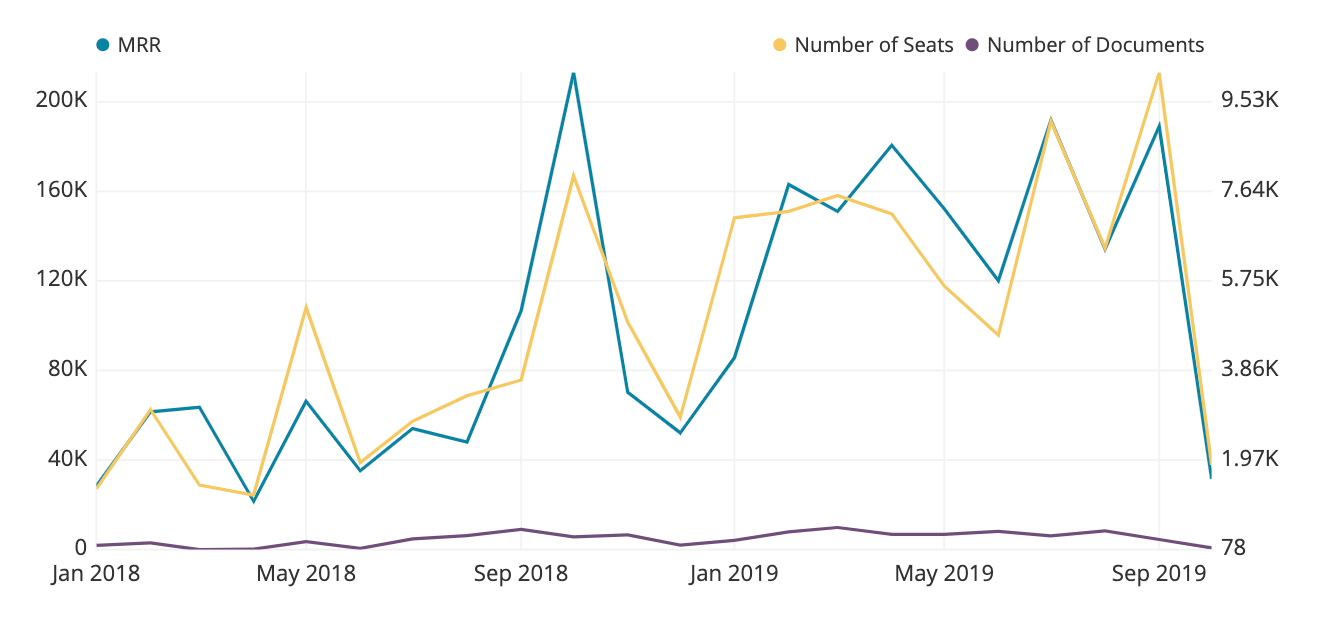 MRR Number of Seats Number of Documents
200K 9.53K
160K 7.64K
120K 5.75K
80K 3.86K
40K 1.97K
0 78
Jan 2018 May 2018 Sep 2018 Jan 2019 May 2019 Sep 2019